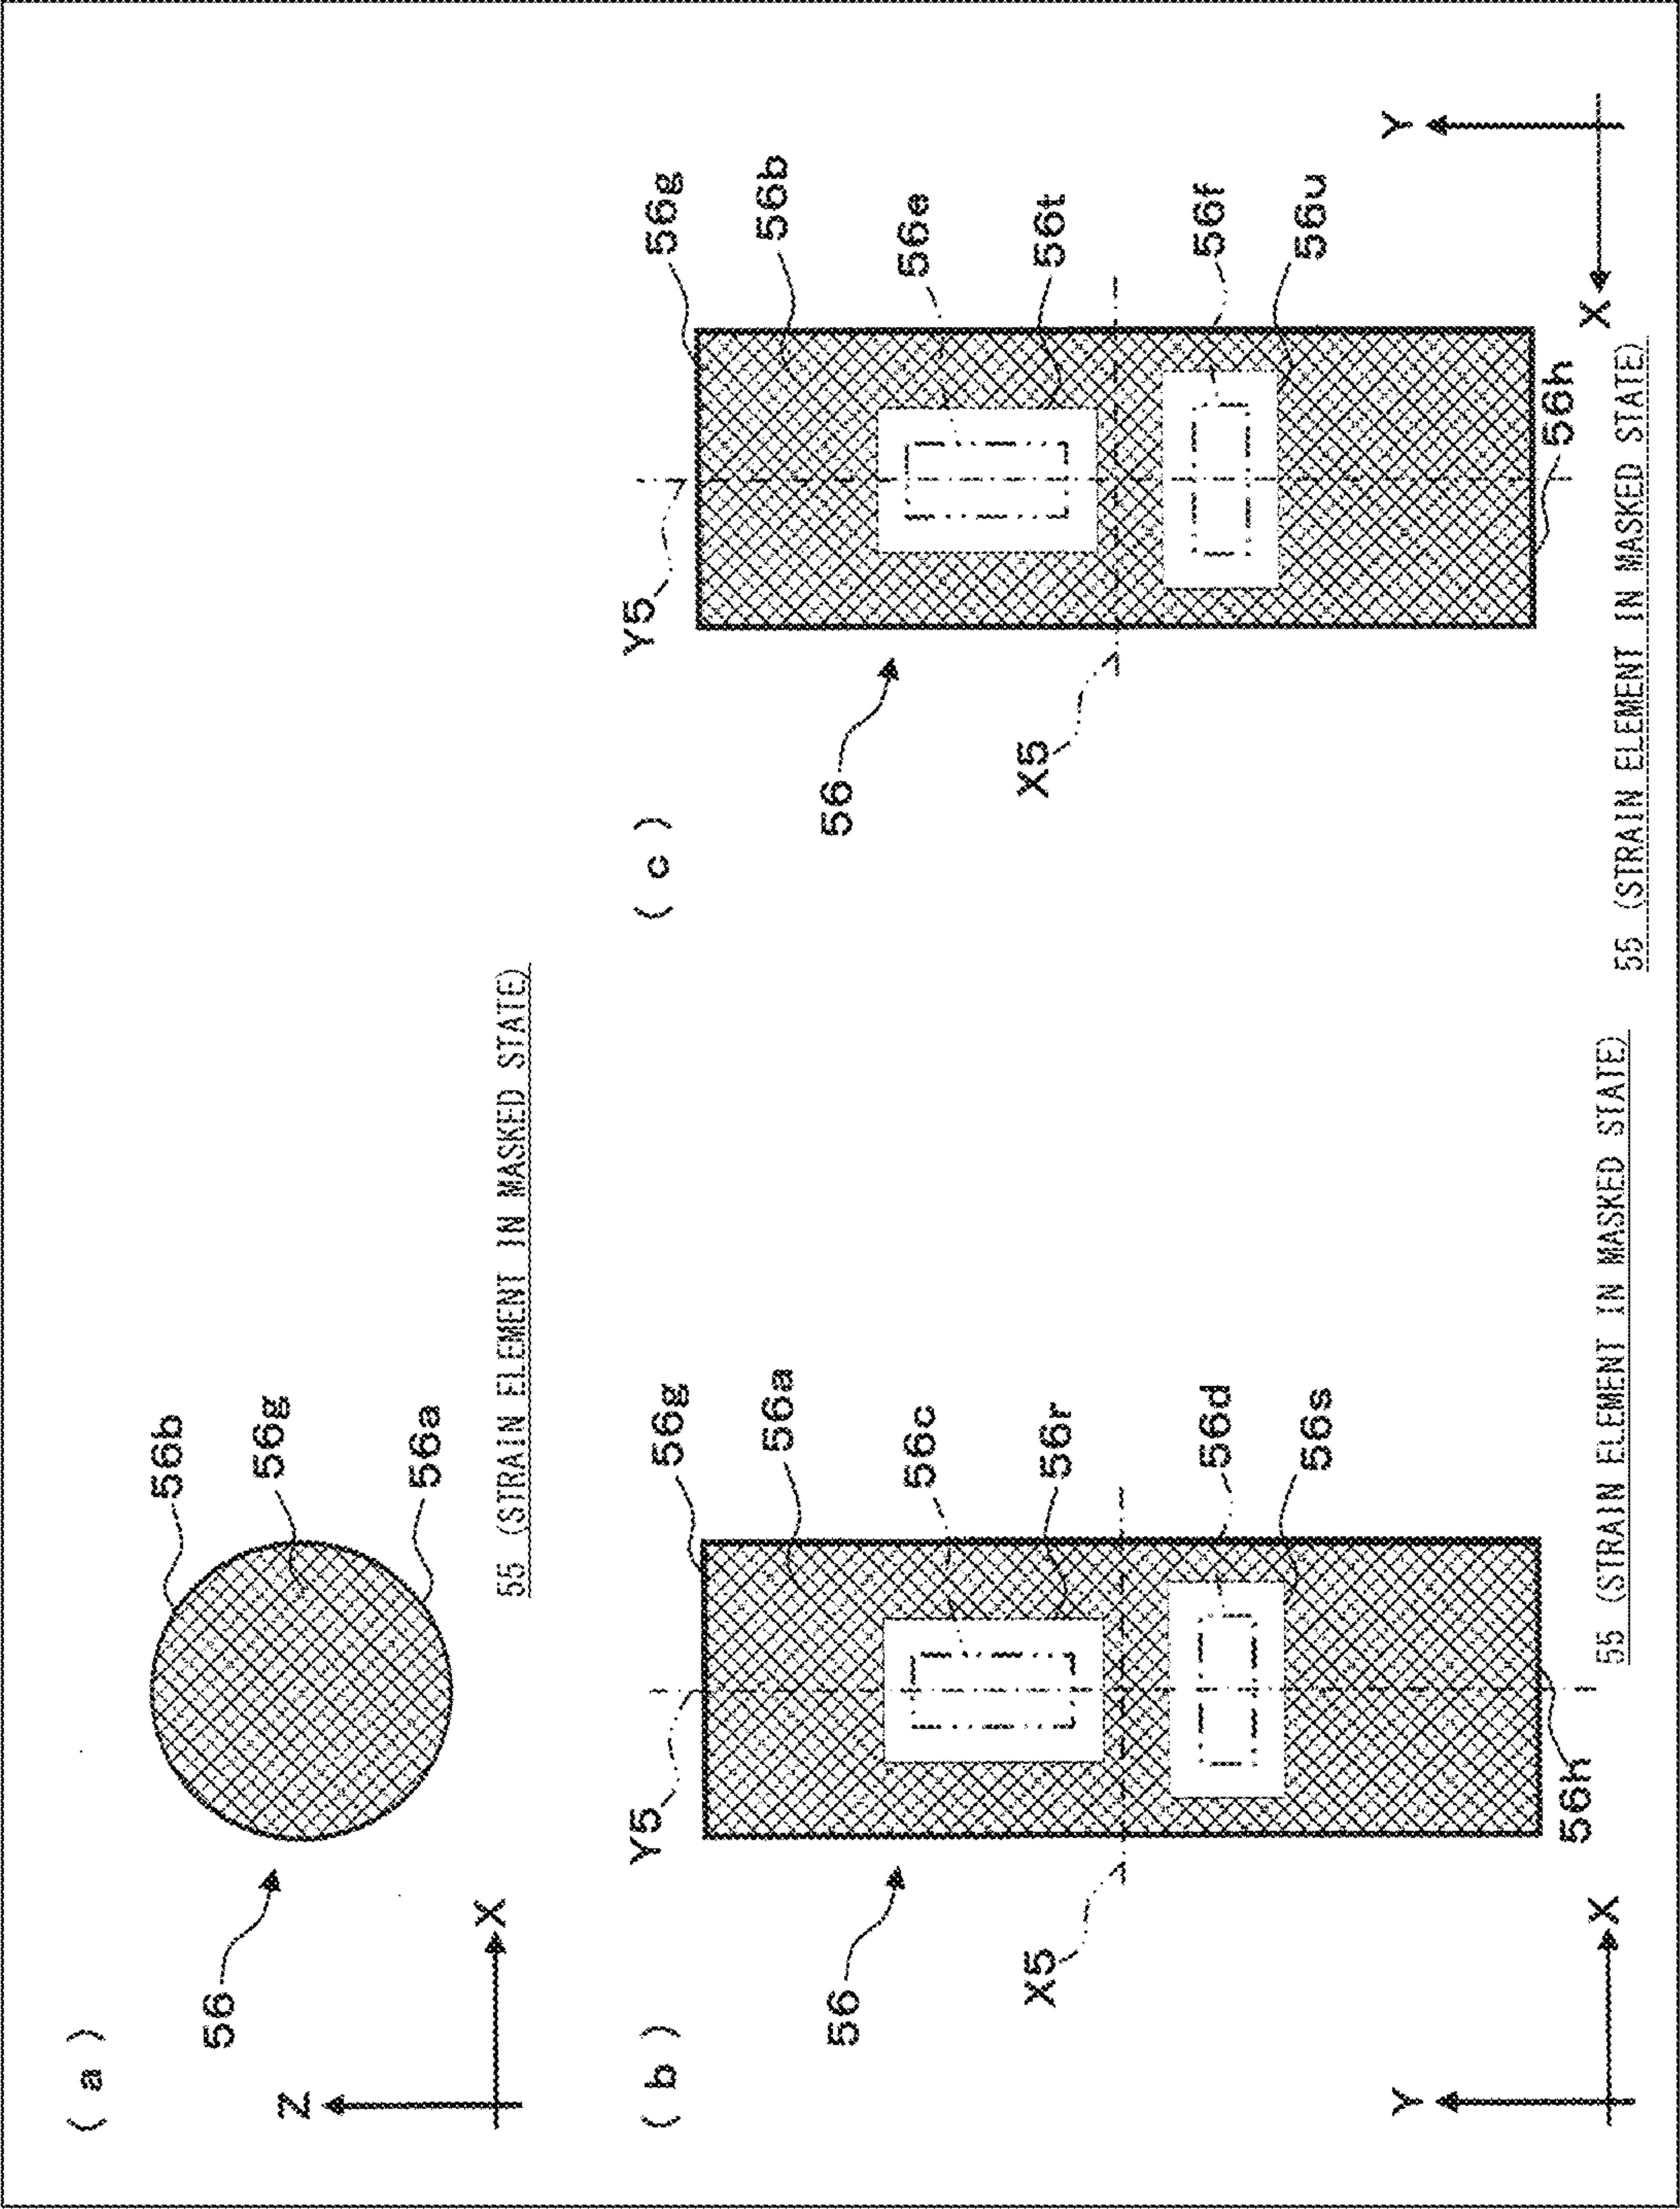 ( a )
56b
56g
56a
56
Z
X
55 (STRAIN ELEMENT IN MASKED STATE)
( b )
Y5
56g
56a
56c
56r
56d
56s
56
X5
56h
Y
X
55 (STRAIN ELEMENT IN MASKED STATE)
( c )
Y5
56g
56b
56e
56t
56f
56u
56
X5
56h
Y
X
55 (STRAIN ELEMENT IN MASKED STATE)